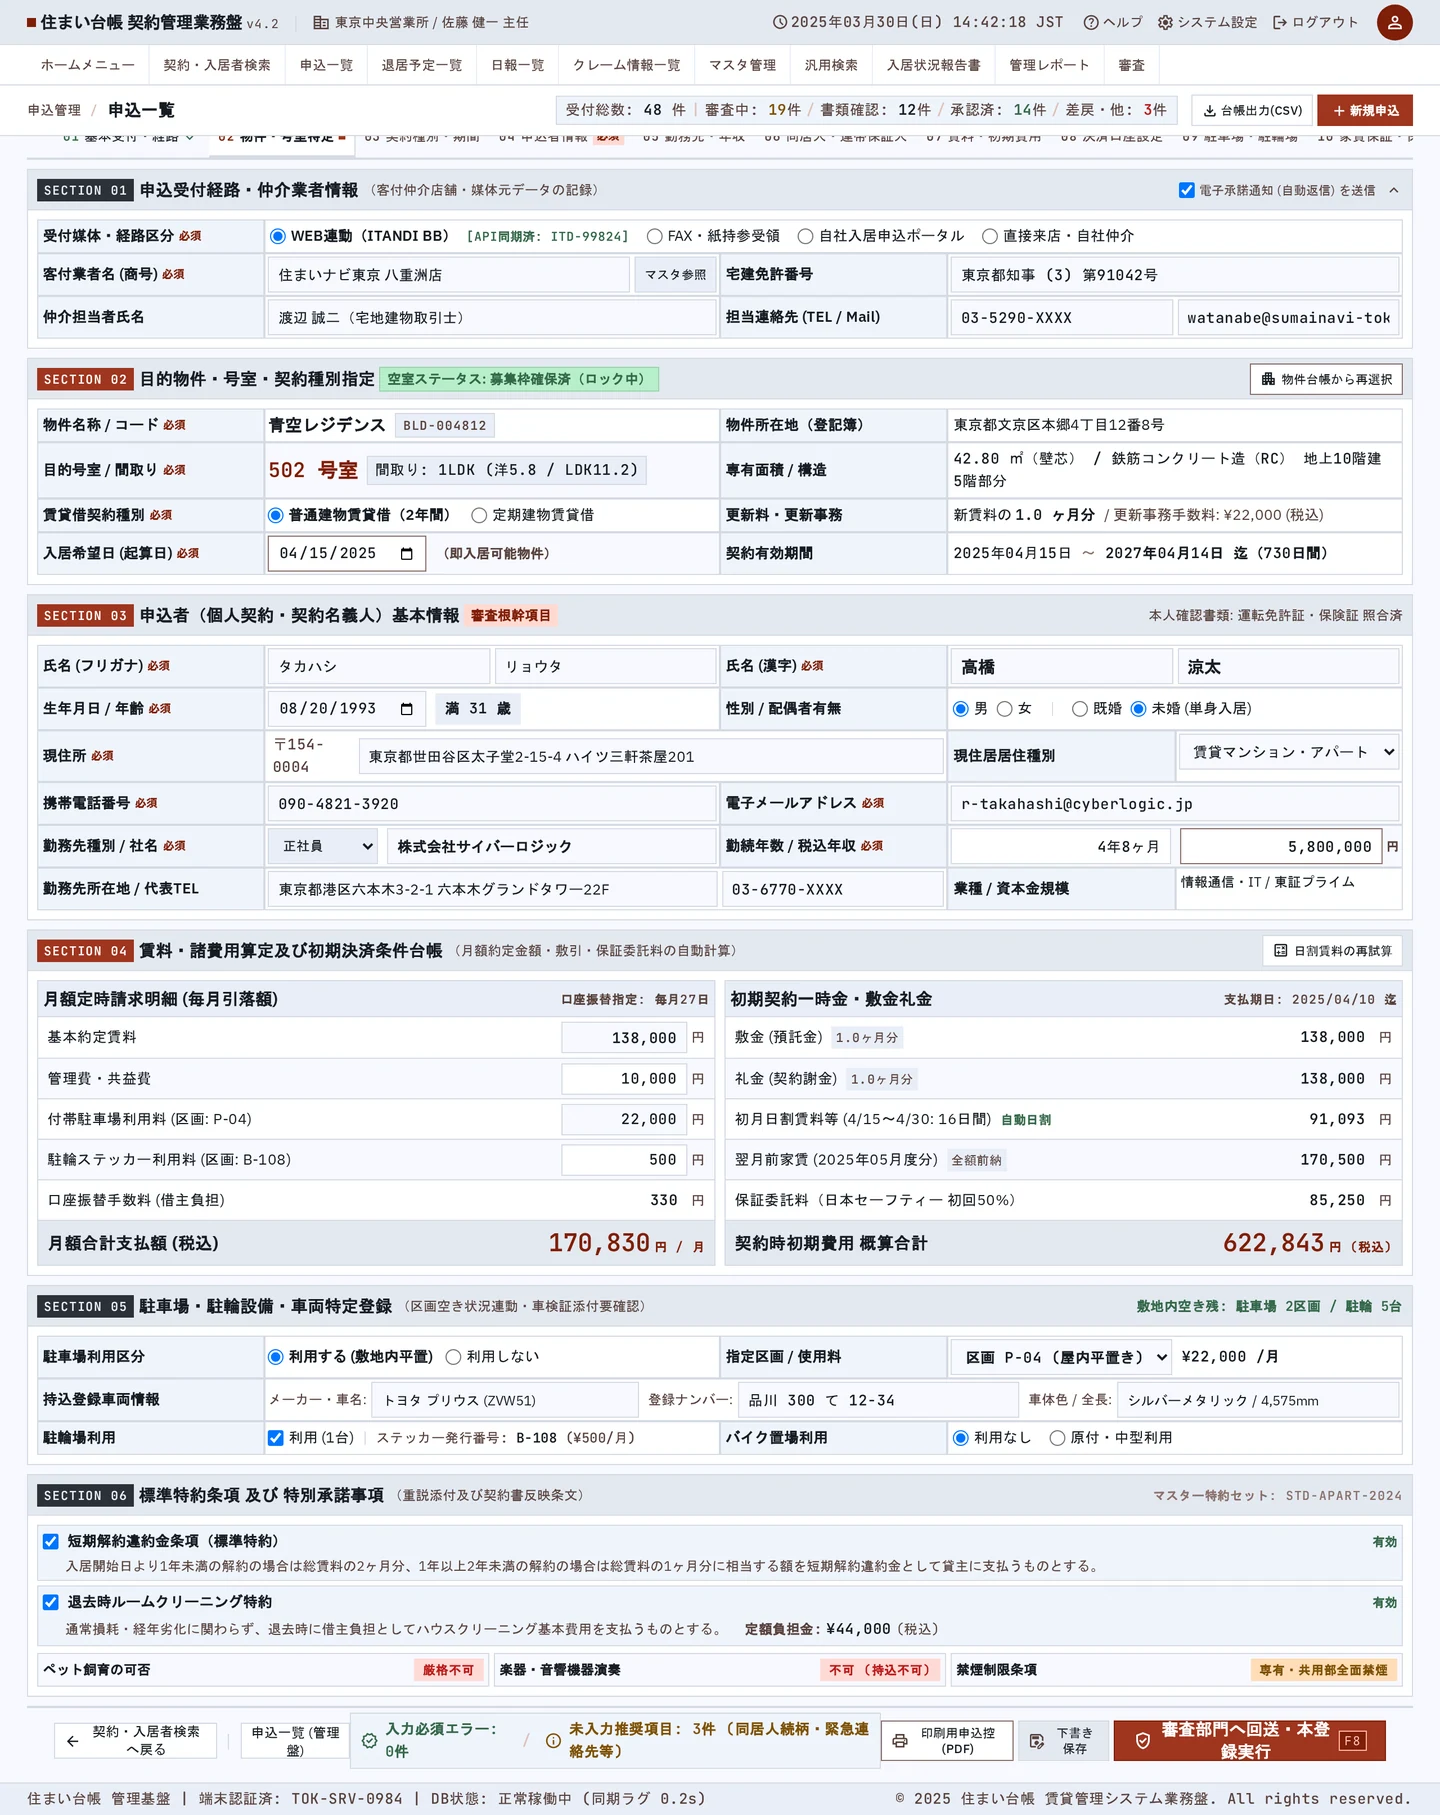 住まい台帳 契約管理業務盤 v4.2 東京中央営業所 / 佐藤 健一 主任 2025年03月30日(日) 14:42:18 JST ヘルプ システム設定 ログアウト
ホームメニュー 契約・入居者検索 申込一覧 退居予定一覧 日報一覧 クレーム情報一覧 マスタ管理 汎用検索 入居状況報告書 管理レポート 審査
申込管理 / 申込一覧 受付総数: 48 件 | 審査中: 19件 / 書類確認: 12件 / 承認済: 14件 / 差戻・他: 3件 台帳出力(CSV) 新規申込
01 基本受付・経路 02 物件・号室特定 03 契約種別・期間 04 申込者情報 必須 05 勤務先・年収 06 同居人・連帯保証人 07 賃料・初期費用 08 決済口座設定 09 駐車場・駐輪場
SECTION 01 申込受付経路・仲介業者情報 (客付仲介店舗・媒体元データの記録) 電子承諾通知 (自動返信) を送信
受付媒体・経路区分 必須 WEB連動 (ITANDI BB) [API同期済: ITD-99824] FAX・紙持参受領 自社入居申込ポータル 直接来店・自社仲介
客付業者名 (商号) 必須 住まいナビ東京 八重洲店 マスタ参照 宅建免許番号 東京都知事 (3) 第91042号
仲介担当者氏名 渡辺 誠二 (宅地建物取引士) 担当連絡先 (TEL / Mail) 03-5290-XXXX watanabe@sumainavi-tok
SECTION 02 目的物件・号室・契約種別指定 空室ステータス: 募集枠確保済 (ロック中) 物件台帳から再選択
物件名称 / コード 必須 青空レジデンス BLD-004812 物件所在地 (登記簿) 東京都文京区本郷4丁目12番8号
目的号室 / 間取り 必須 502 号室 間取り: 1LDK (洋5.8 / LDK11.2) 専有面積 / 構造 42.80 ㎡ (壁芯) / 鉄筋コンクリート造 (RC) 地上10階建
5階部分
賃貸借契約種別 必須 普通建物賃貸借 (2年間) 定期建物賃貸借 更新料・更新事務 新賃料の 1.0 ヶ月分 / 更新事務手数料: ¥22,000 (税込)
入居希望日 (起算日) 必須 04/15/2025 (即入居可能物件) 契約有効期間 2025年04月15日 ～ 2027年04月14日 迄 (730日間)
SECTION 03 申込者 (個人契約・契約名義人) 基本情報 審査根幹項目 本人確認書類: 運転免許証・保険証 照合済
氏名 (フリガナ) 必須 タカハシ リョウタ 氏名 (漢字) 必須 高橋 涼太
生年月日 / 年齢 必須 08/20/1993 満 31 歳 性別 / 配偶者有無 男 女 既婚 未婚 (単身入居)
現住所 必須 〒154-0004 東京都世田谷区太子堂2-15-4 ハイツ三軒茶屋201 現住居居住種別 賃貸マンション・アパート
携帯電話番号 必須 090-4821-3920 電子メールアドレス 必須 r-takahashi@cyberlogic.jp
勤務先種別 / 社名 必須 正社員 株式会社サイバーロジック 勤続年数 / 税込年収 必須 4年8ヶ月 5,800,000 円
勤務先所在地 / 代表TEL 東京都港区六本木3-2-1 六本木グランドタワー22F 03-6770-XXXX 業種 / 資本金規模 情報通信・IT / 東証プライム
SECTION 04 賃料・諸費用算定及び初期決済条件台帳 (月額約定金額・敷引・保証委託料の自動計算) 日割賃料の再試算
月額定時請求明細 (毎月引落額) 口座振替指定: 毎月27日
基本約定賃料 138,000 円
管理費・共益費 10,000 円
付帯駐車場利用料 (区画: P-04) 22,000 円
駐輪ステッカー利用料 (区画: B-108) 500 円
口座振替手数料 (借主負担) 330 円
月額合計支払額 (税込) 170,830 円 / 月
初期契約一時金・敷金礼金 支払期日: 2025/04/10 迄
敷金 (預託金) 1.0ヶ月分 138,000 円
礼金 (契約謝金) 1.0ヶ月分 138,000 円
初月日割賃料等 (4/15〜4/30: 16日間) 自動日割 91,093 円
翌月前家賃 (2025年05月度分) 全額前納 170,500 円
保証委託料 (日本セーフティー 初回50%) 85,250 円
契約時初期費用 概算合計 622,843 円 (税込)
SECTION 05 駐車場・駐輪設備・車両特定登録 (区画空き状況連動・車検証添付要確認) 敷地内空き残: 駐車場 2区画 / 駐輪 5台
駐車場利用区分 利用する (敷地内平置) 利用しない 指定区画 / 使用料 区画 P-04 (屋内平置き) ¥22,000 /月
持込登録車両情報 メーカー・車名: トヨタ プリウス (ZVW51) 登録ナンバー: 品川 300 て 12-34 車体色 / 全長: シルバーメタリック / 4,575mm
駐輪場利用 利用 (1台) ステッカー発行番号: B-108 (¥500/月) バイク置場利用 利用なし 原付・中型利用
SECTION 06 標準特約条項 及び 特別承諾事項 (重説添付及び契約書反映条文) マスター特約セット: STD-APART-2024
短期解約違約金条項 (標準特約) 有効
入居開始日より1年未満の解約の場合は総賃料の2ヶ月分、1年以上2年未満の解約の場合は総賃料の1ヶ月分に相当する額を短期解約違約金として貸主に支払うものとする。
退去時ルームクリーニング特約 有効
通常損耗・経年劣化に関わらず、退去時に借主負担としてハウスクリーニング基本費用を支払うものとする。 定額負担金: ¥44,000 (税込)
ペット飼育の可否 厳格不可 楽器・音響機器演奏 不可 (持込不可) 禁煙制限条項 専有・共用部全面禁煙
契約・入居者検索へ戻る 申込一覧 (管理盤) 入力必須エラー: 0件 / 未入力推奨項目: 3件 (同居人続柄・緊急連絡先等) 印刷用申込控 (PDF) 下書き保存 審査部門へ回送・本登録実行 F8
住まい台帳 管理基盤 | 端末認証済: TOK-SRV-0984 | DB状態: 正常稼働中 (同期ラグ 0.2s) © 2025 住まい台帳 賃貸管理システム業務盤. All rights reserved.